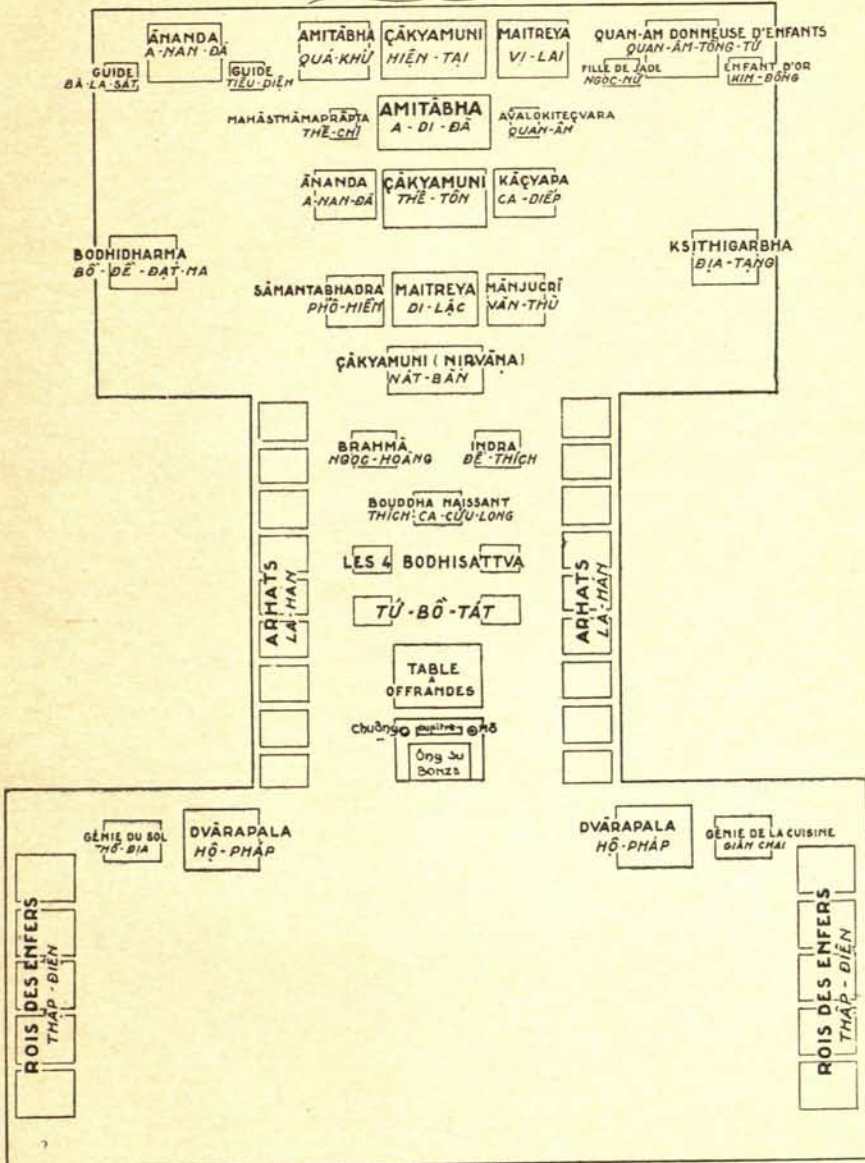 ĀNANDA
A-NAN-ĐÀ
GUIDE
BÀ-LA-SÁT
GUIDE
TIÊU-DIỆN
AMITĀBHA
QUÁ-KHỨ
ÇĀKYAMUNI
HIỆN-TẠI
MAITREYA
VI-LAI
QUAN-ÂM DONNEUSE D'ENFANTS
QUAN-ÂM-TỐNG-TỬ
FILLE DE JADE
NGỌC-NỮ
ENFANT D'OR
KIM-ĐỒNG
MAHĀSTHĀMAPRĀPTA
THẾ-CHÍ
AMITĀBHA
A-DI-ĐÀ
AVALOKITEÇVARA
QUAN-ÂM
ĀNANDA
A-NAN-ĐÀ
ÇĀKYAMUNI
THẾ-TÔN
KĀÇYAPA
CA-DIẾP
BODHIDHARMA
BỒ-ĐỀ-ĐẠT-MA
KSITHIGARBHA
ĐỊA-TẠNG
SĀMANTABHADRA
PHỔ-HIỀN
MAITREYA
DI-LẶC
MĀNJUCRĪ
VĂN-THÙ
ÇĀKYAMUNI (NIRVĀṆA)
NÁT-BÀN
BRAHMĀ
NGỌC-HOÀNG
INDRA
ĐẾ-THÍCH
BOUDDHA NAISSANT
THÍCH-CA-CỬU-LONG
LES 4 BODHISATTVA
TỨ-BỒ-TÁT
ARHATS
LA-HÁN
ARHATS
LA-HÁN
TABLE
À
OFFRANDES
Chuông pupitre Mõ
Ông Sư
BONZE
GÉNIE DU SOL
THỔ-ĐỊA
DVĀRAPALA
HỘ-PHÁP
DVĀRAPALA
HỘ-PHÁP
GÉNIE DE LA CUISINE
GIÁM CHAI
ROIS DES ENFERS
THẬP-ĐIỆN
ROIS DES ENFERS
THẬP-ĐIỆN